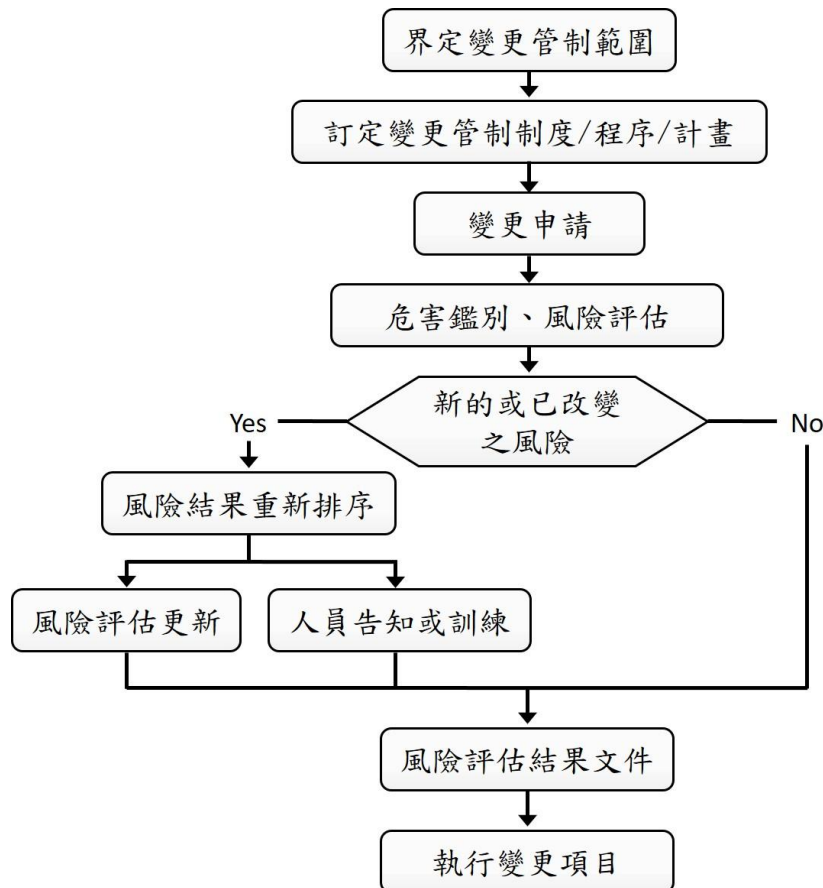 界定變更管制範圍
訂定變更管制制度/程序/計畫
變更申請
危害鑑別、風險評估
新的或已改變
之風險
Yes
No
風險結果重新排序
風險評估更新
人員告知或訓練
風險評估結果文件
執行變更項目